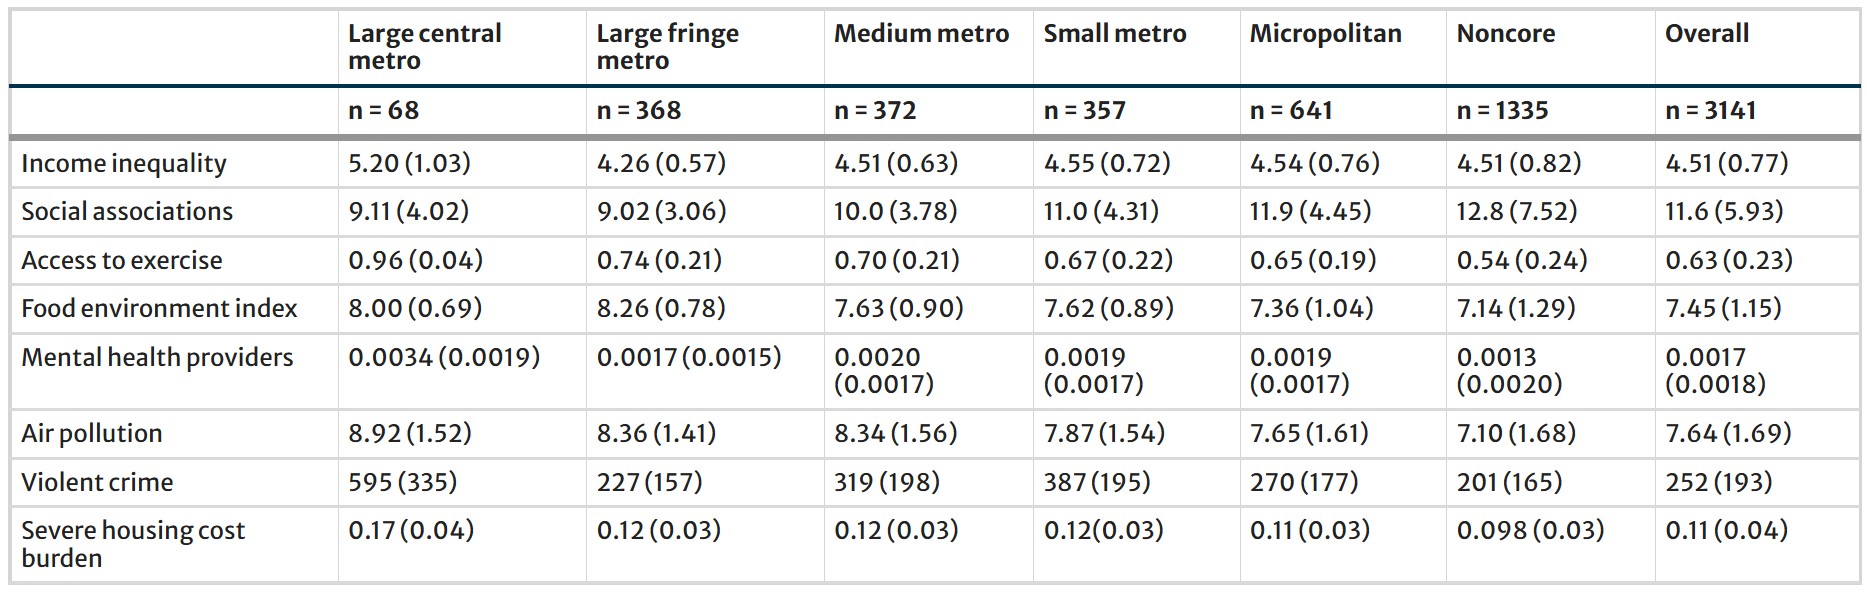 Large central metro Large fringe metro Medium metro Small metro Micropolitan Noncore Overall
n = 68 n = 368 n = 372 n = 357 n = 641 n = 1335 n = 3141
Income inequality 5.20 (1.03) 4.26 (0.57) 4.51 (0.63) 4.55 (0.72) 4.54 (0.76) 4.51 (0.82) 4.51 (0.77)
Social associations 9.11 (4.02) 9.02 (3.06) 10.0 (3.78) 11.0 (4.31) 11.9 (4.45) 12.8 (7.52) 11.6 (5.93)
Access to exercise 0.96 (0.04) 0.74 (0.21) 0.70 (0.21) 0.67 (0.22) 0.65 (0.19) 0.54 (0.24) 0.63 (0.23)
Food environment index 8.00 (0.69) 8.26 (0.78) 7.63 (0.90) 7.62 (0.89) 7.36 (1.04) 7.14 (1.29) 7.45 (1.15)
Mental health providers 0.0034 (0.0019) 0.0017 (0.0015) 0.0020 (0.0017) 0.0019 (0.0017) 0.0019 (0.0017) 0.0013 (0.0020) 0.0017 (0.0018)
Air pollution 8.92 (1.52) 8.36 (1.41) 8.34 (1.56) 7.87 (1.54) 7.65 (1.61) 7.10 (1.68) 7.64 (1.69)
Violent crime 595 (335) 227 (157) 319 (198) 387 (195) 270 (177) 201 (165) 252 (193)
Severe housing cost burden 0.17 (0.04) 0.12 (0.03) 0.12 (0.03) 0.12(0.03) 0.11 (0.03) 0.098 (0.03) 0.11 (0.04)